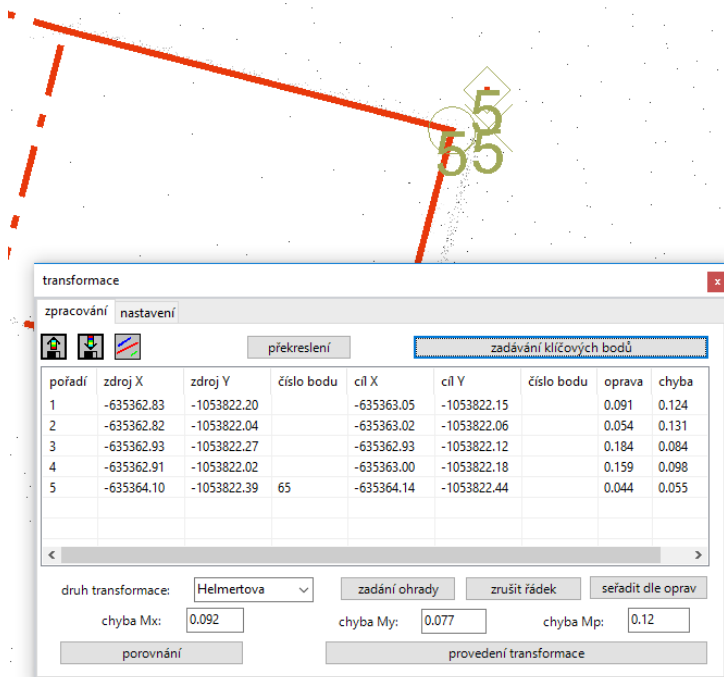 5
5 5
transformace x
zpracování nastavení
překreslení zadávání klíčových bodů
pořadí zdroj X zdroj Y číslo bodu cíl X cíl Y číslo bodu oprava chyba
1 -635362.83 -1053822.20 -635363.05 -1053822.15 0.091 0.124
2 -635362.82 -1053822.04 -635363.02 -1053822.06 0.054 0.131
3 -635362.93 -1053822.27 -635362.93 -1053822.12 0.184 0.084
4 -635362.91 -1053822.02 -635363.00 -1053822.18 0.159 0.098
5 -635364.10 -1053822.39 65 -635364.14 -1053822.44 0.044 0.055
druh transformace: Helmertova zadání ohrady zrušit řádek seřadit dle oprav
chyba Mx: 0.092 chyba My: 0.077 chyba Mp: 0.12
porovnání provedení transformace